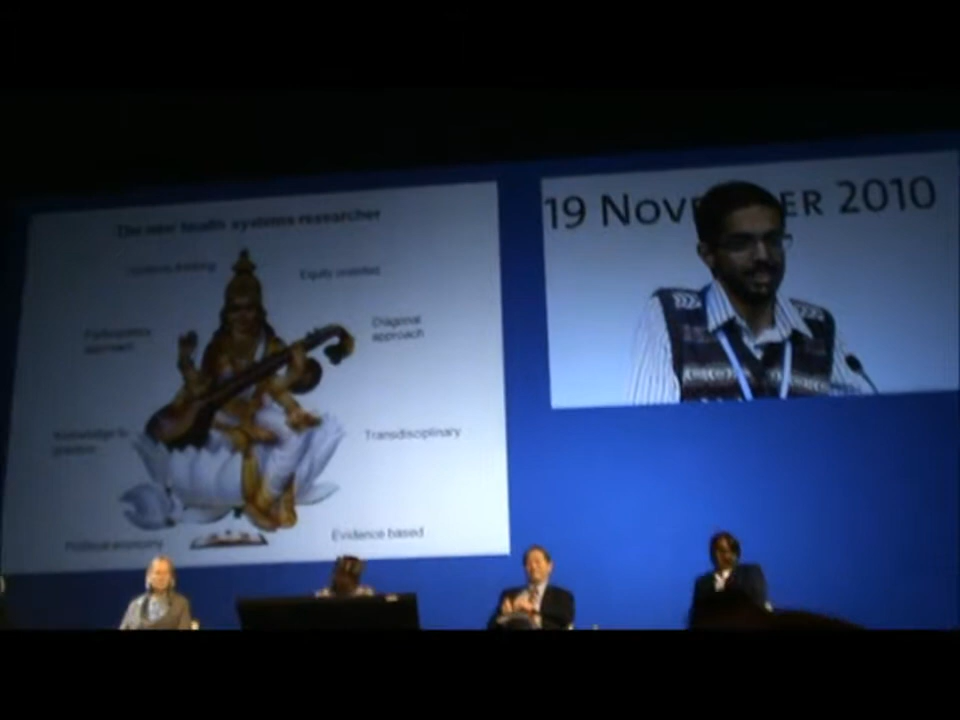 The new health systems researcher
Systems thinking
Equity oriented
Participatory
approach
Diagonal
approach
Knowledge to
practice
Transdisciplinary
Political economy
Evidence based
19 NOV ER 2010